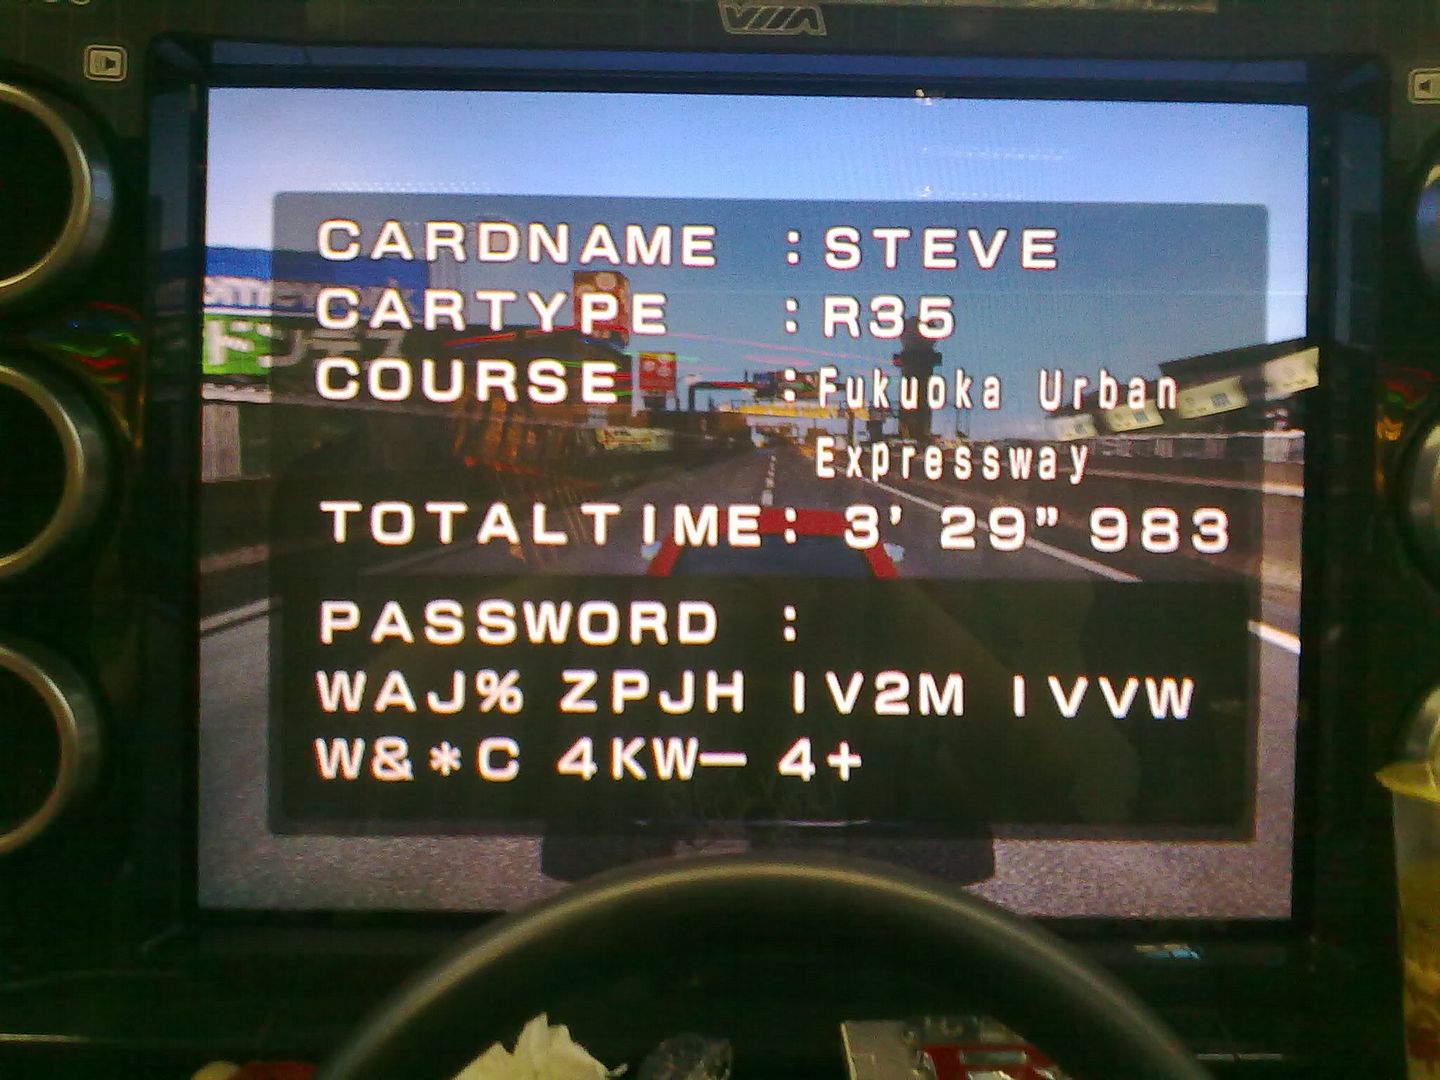 CARDNAME : STEVE
CARTYPE : R35
COURSE : Fukuoka Urban
Expressway
TOTALTIME : 3' 29" 983
PASSWORD :
WAJ% ZPJH IV2M IVVW
W&*C 4KW− 4+